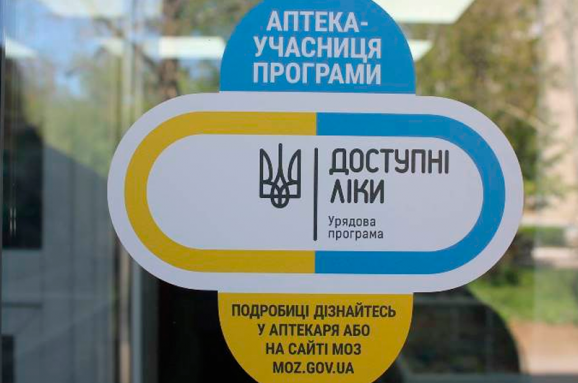 АПТЕКА-
УЧАСНИЦЯ
ПРОГРАМИ
ДОСТУПНІ
ЛІКИ
Урядова
програма
ПОДРОБИЦІ ДІЗНАЙТЕСЬ
У АПТЕКАРЯ АБО
НА САЙТІ МОЗ
MOZ.GOV.UA